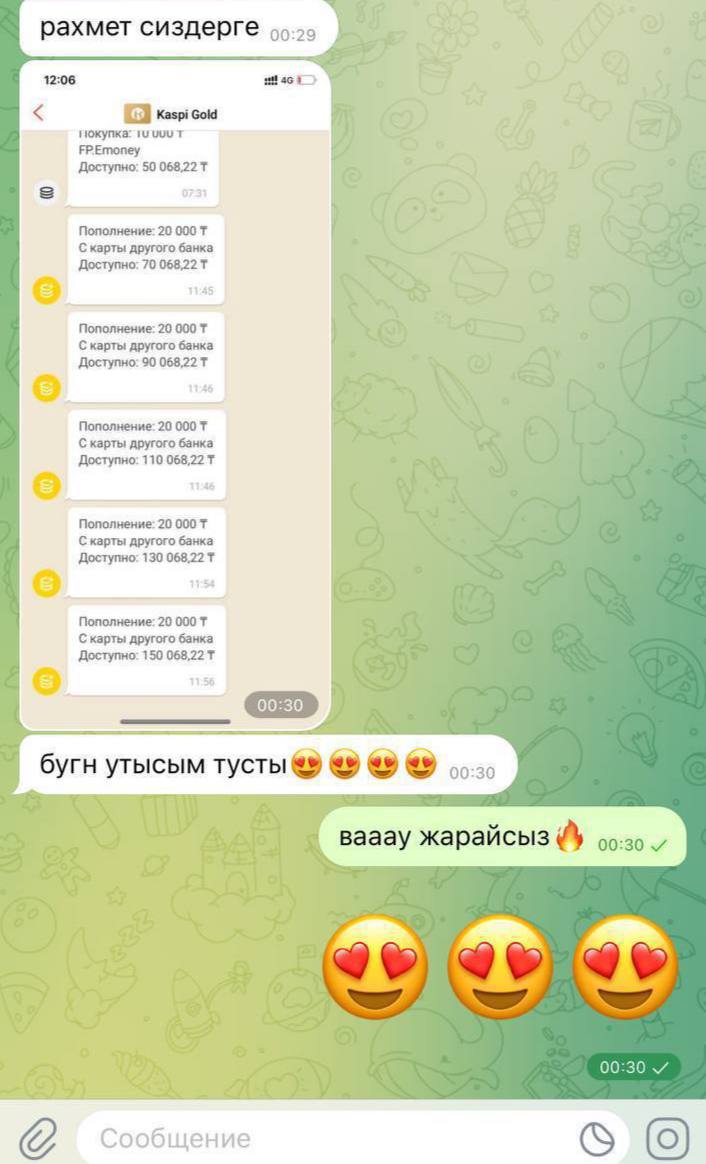 рахмет сиздерге 00:29
12:06
4G
Kaspi Gold
Покупка: 10 000 ₸
FP.Emoney
Доступно: 50 068,22 ₸
07:31
Пополнение: 20 000 ₸
С карты другого банка
Доступно: 70 068,22 ₸
11:45
Пополнение: 20 000 ₸
С карты другого банка
Доступно: 90 068,22 ₸
11:46
Пополнение: 20 000 ₸
С карты другого банка
Доступно: 110 068,22 ₸
11:46
Пополнение: 20 000 ₸
С карты другого банка
Доступно: 130 068,22 ₸
11:54
Пополнение: 20 000 ₸
С карты другого банка
Доступно: 150 068,22 ₸
11:56
00:30
бугн утысым тусты😍😍😍😍 00:30
ваау жарайсыз🔥 00:30
😍😍😍
00:30
Сообщение